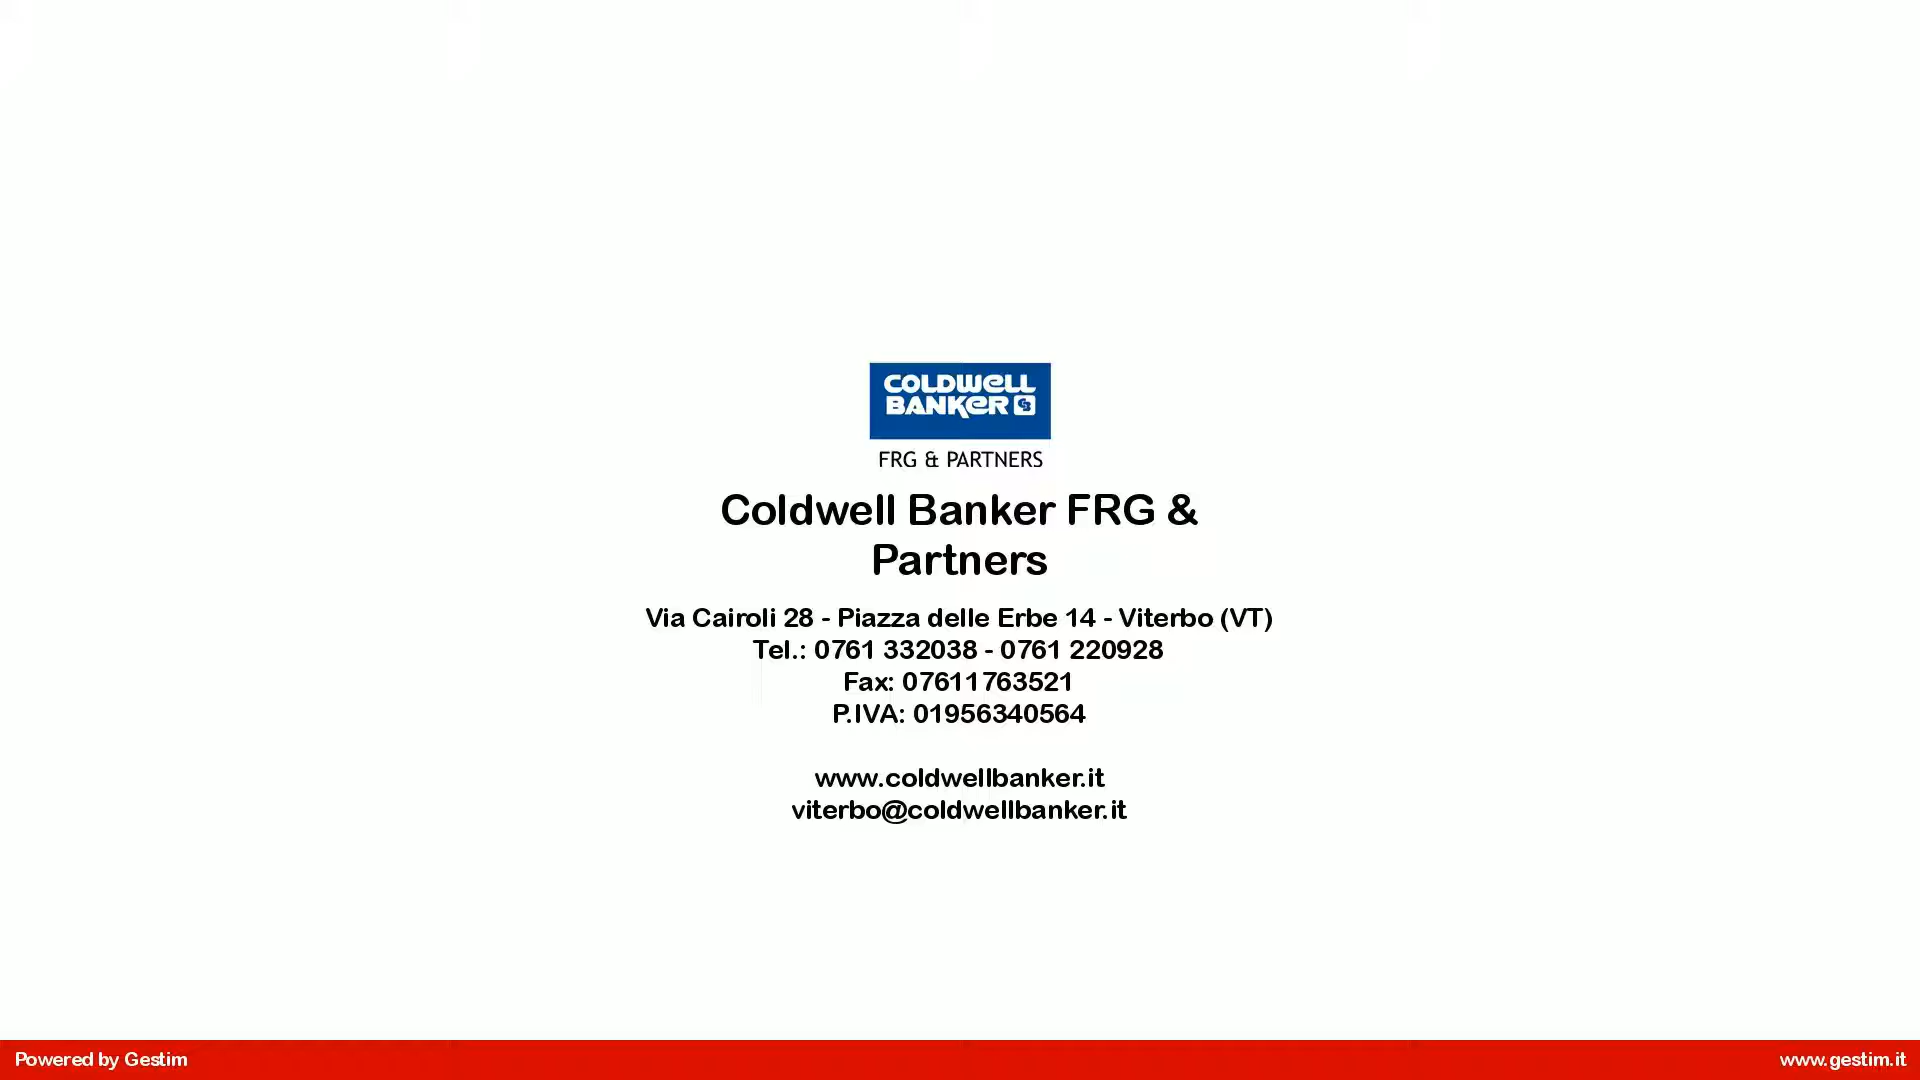 COLDWELL
BANKER CB
FRG & PARTNERS
Coldwell Banker FRG &
Partners
Via Cairoli 28 - Piazza delle Erbe 14 - Viterbo (VT)
Tel.: 0761 332038 - 0761 220928
Fax: 07611763521
P.IVA: 01956340564
www.coldwellbanker.it
viterbo@coldwellbanker.it
Powered by Gestim
www.gestim.it